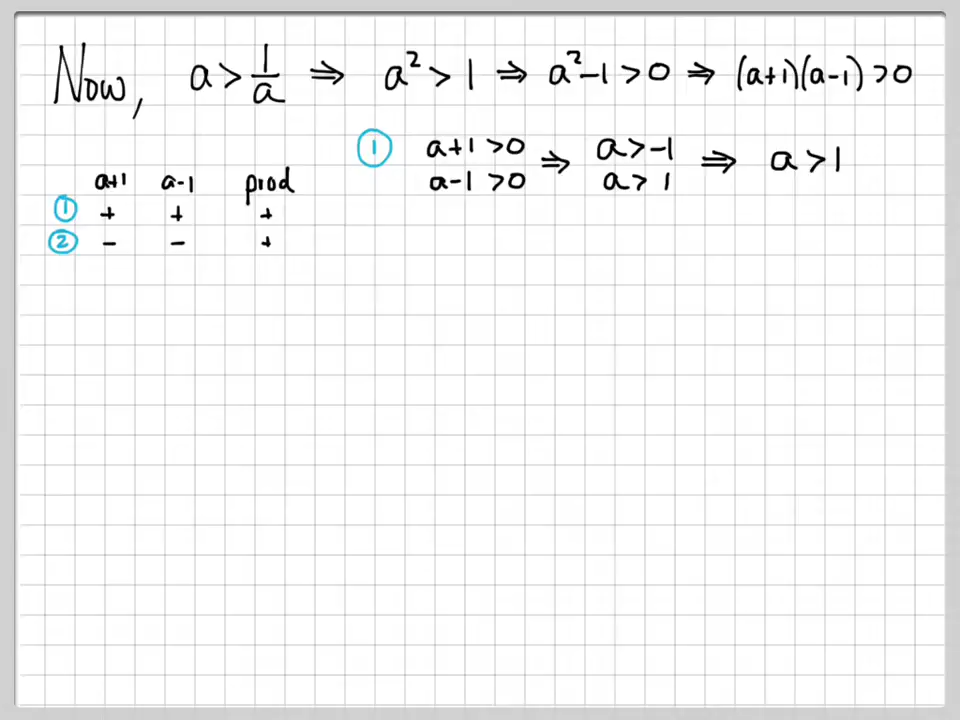 Now, a > 1/a ⇒ a² > 1 ⇒ a²-1 > 0 ⇒ (a+1)(a-1) > 0
① a+1 > 0 ⇒ a > -1 ⇒ a > 1
a-1 > 0 a > 1
a+1 a-1 prod
① + + +
② - - +